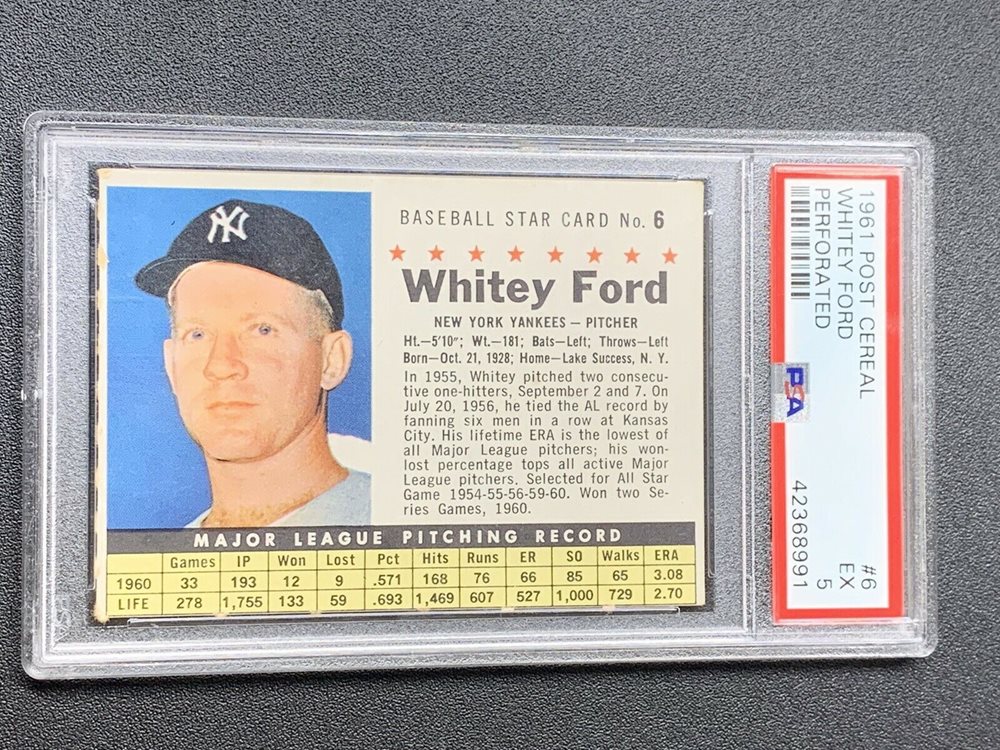 NY
BASEBALL STAR CARD No. 6
Whitey Ford
NEW YORK YANKEES — PITCHER
Ht.—5'10"; Wt.—181; Bats—Left; Throws—Left
Born—Oct. 21, 1928; Home—Lake Success, N. Y.
In 1955, Whitey pitched two consecu-
tive one-hitters, September 2 and 7. On
July 20, 1956, he tied the AL record by
fanning six men in a row at Kansas
City. His lifetime ERA is the lowest of
all Major League pitchers; his won-
lost percentage tops all active Major
League pitchers. Selected for All Star
Game 1954-55-56-59-60. Won two Se-
ries Games, 1960.
MAJOR LEAGUE PITCHING RECORD
Games IP Won Lost Pct Hits Runs ER SO Walks ERA
1960 33 193 12 9 .571 168 76 66 85 65 3.08
LIFE 278 1,755 133 59 .693 1,469 607 527 1,000 729 2.70
1961 POST CEREAL #6
WHITEY FORD EX
PERFORATED 5
PSA
42368991